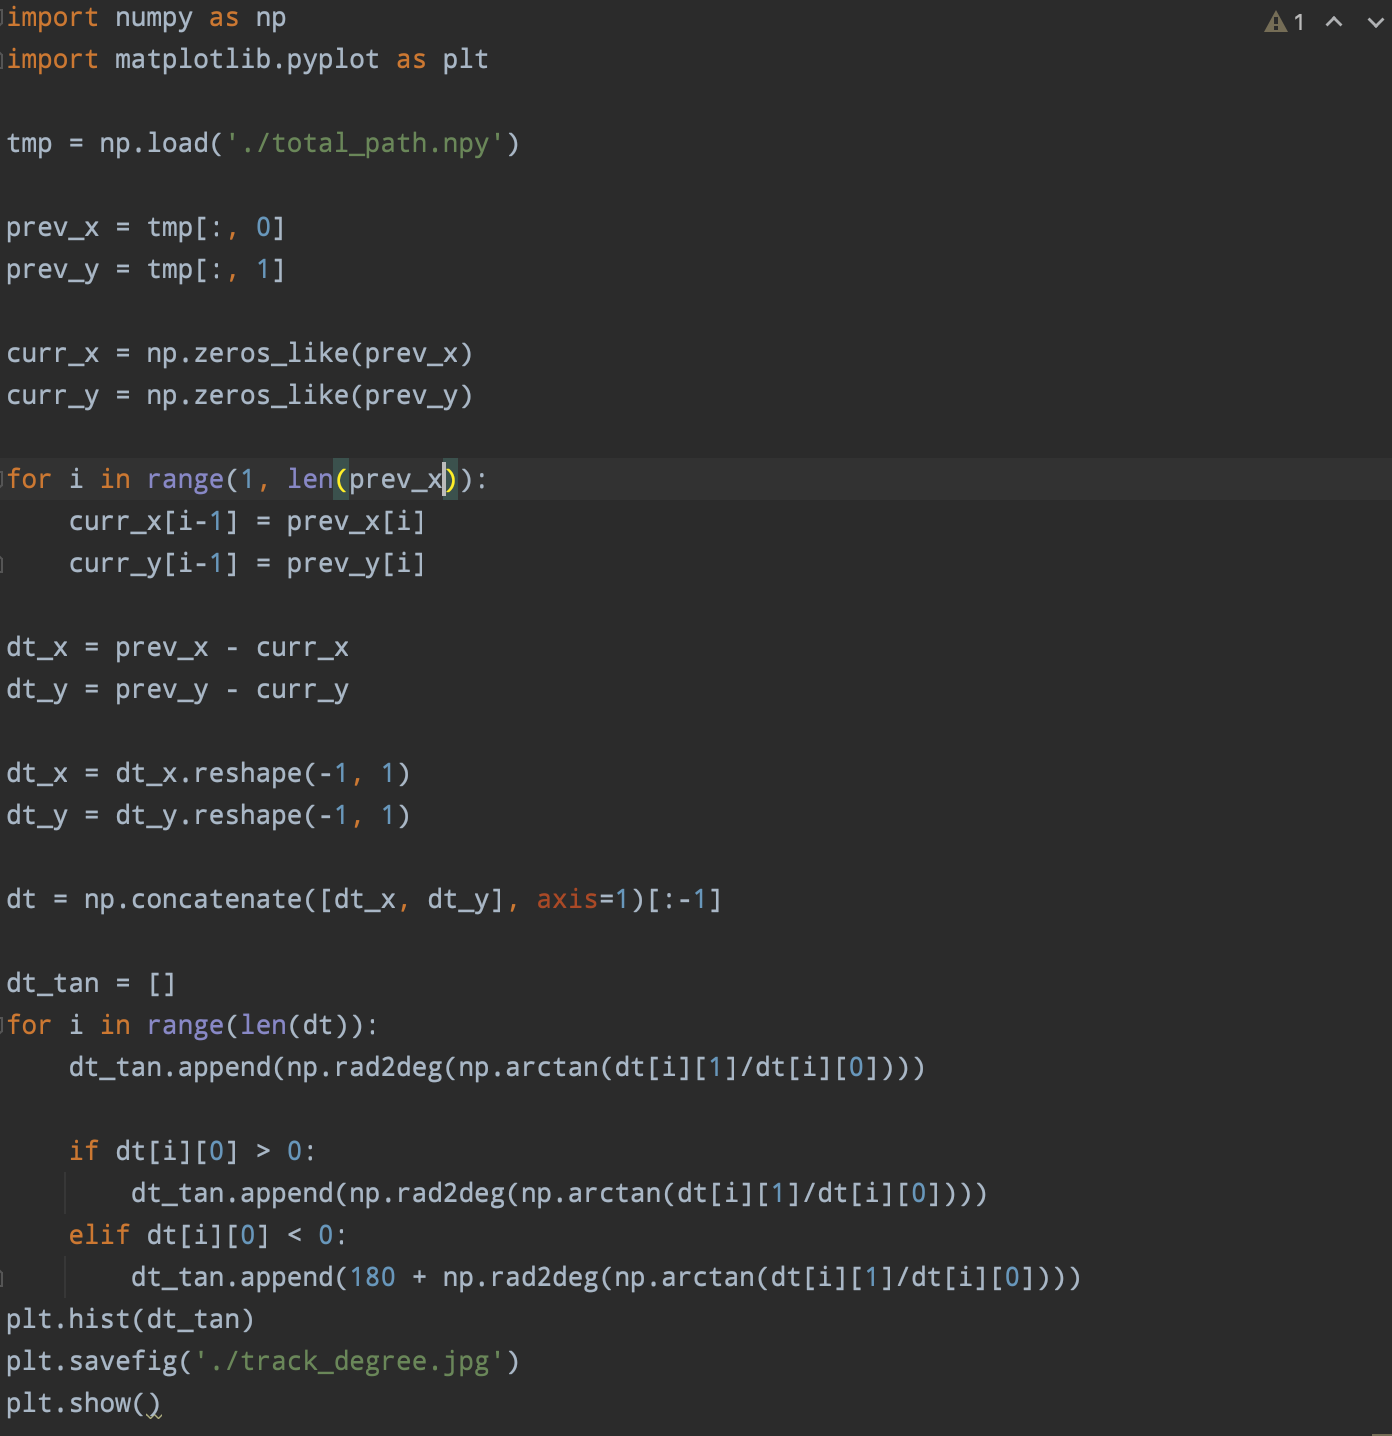 import numpy as np
1
import matplotlib.pyplot as plt
tmp = np.load('./total_path.npy')
prev_x = tmp[:, 0]
prev_y = tmp[:, 1]
curr_x = np.zeros_like(prev_x)
curr_y = np.zeros_like(prev_y)
for i in range(1, len(prev_x)):
    curr_x[i-1] = prev_x[i]
    curr_y[i-1] = prev_y[i]
dt_x = prev_x - curr_x
dt_y = prev_y - curr_y
dt_x = dt_x.reshape(-1, 1)
dt_y = dt_y.reshape(-1, 1)
dt = np.concatenate([dt_x, dt_y], axis=1)[:-1]
dt_tan = []
for i in range(len(dt)):
    dt_tan.append(np.rad2deg(np.arctan(dt[i][1]/dt[i][0])))
    if dt[i][0] > 0:
        dt_tan.append(np.rad2deg(np.arctan(dt[i][1]/dt[i][0])))
    elif dt[i][0] < 0:
        dt_tan.append(180 + np.rad2deg(np.arctan(dt[i][1]/dt[i][0])))
plt.hist(dt_tan)
plt.savefig('./track_degree.jpg')
plt.show()